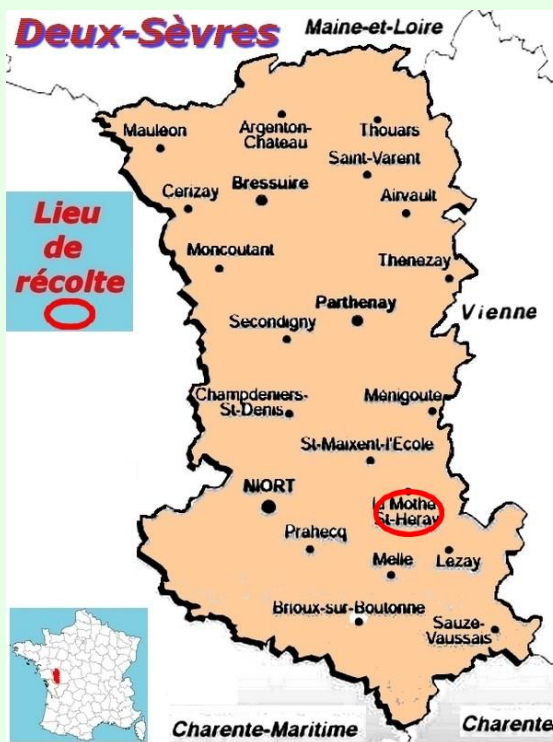 Deux-Sèvres
Maine-et-Loire
Mauleon
Argenton-
Château
Thouars
Saint-Varent
Cerizay
Bressuire
Airvault
Lieu
de
récolte
Moncoutant
Thenezay
Vienne
Parthenay
Secondigny
Champdeniers-
St-Denis
Ménigoute
St-Maixent-l'Ecole
NIORT
la Mothe
St-Heray
Prahecq
Melle
Lezay
Brioux-sur-Boutonne
Sauze-
Vaussais
Charente-Maritime
Charente